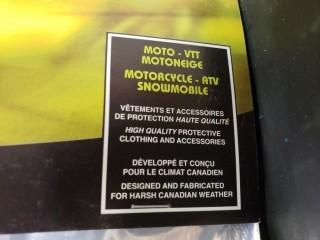 MOTO - VTT
MOTONEIGE
MOTORCYCLE - ATV
SNOWMOBILE
VÊTEMENTS ET ACCESSOIRES
DE PROTECTION HAUTE QUALITÉ
HIGH QUALITY PROTECTIVE
CLOTHING AND ACCESSORIES
DÉVELOPPÉ ET CONÇU
POUR LE CLIMAT CANADIEN
DESIGNED AND FABRICATED
FOR HARSH CANADIAN WEATHER